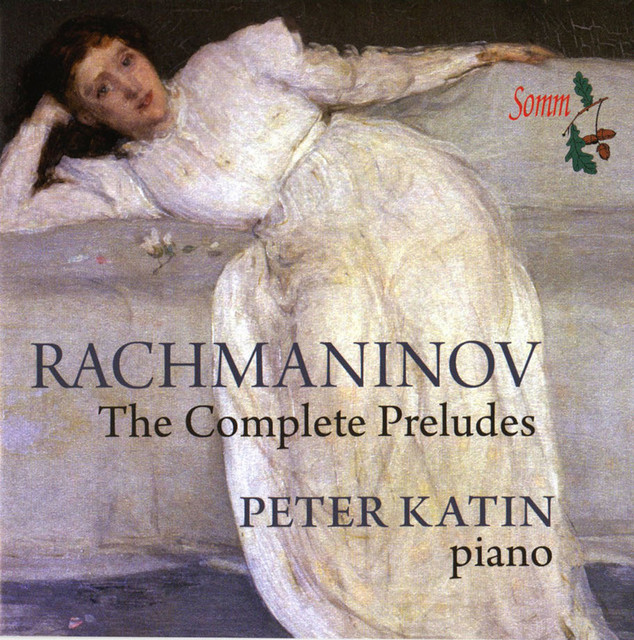 Somm
RACHMANINOV
The Complete Preludes
PETER KATIN
piano